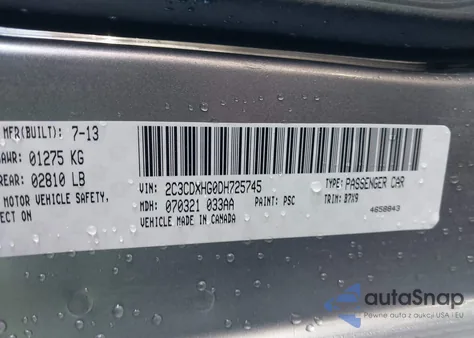 MFR(BUILT): 7-13
GAWR: 01275 KG
REAR: 02810 LB
MOTOR VEHICLE SAFETY,
ECT ON
VIN: 2C3CDXHG0DH725745
TYPE: PASSENGER CAR
MDH: 070321 033AA
PAINT: PSC
TRIM: B7X9
VEHICLE MADE IN CANADA
4658843
autoSnap
Pewne auta z aukcji USA i EU